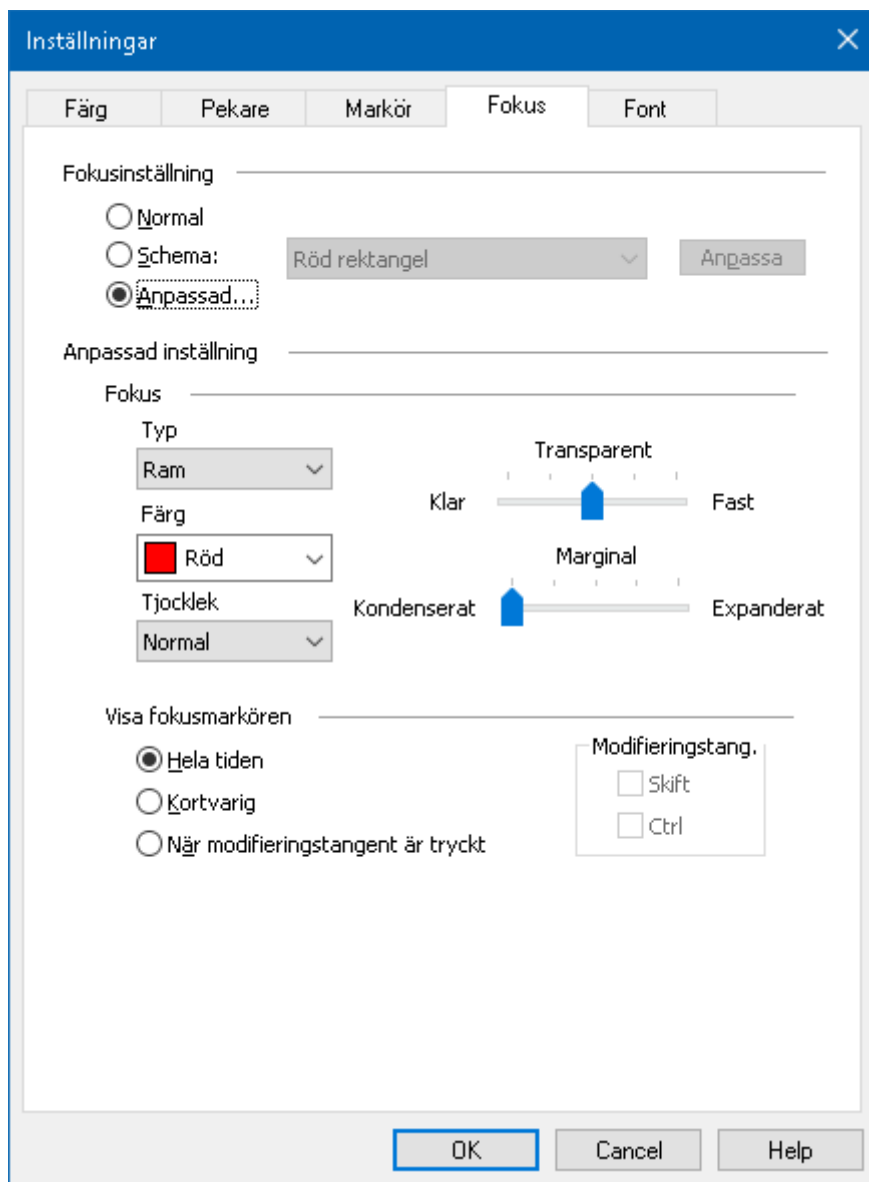 Inställningar
Färg Pekare Markör Fokus Font
Fokusinställning
Normal
Schema: Röd rektangel Anpassa
Anpassad...
Anpassad inställning
Fokus
Typ
Transparent
Ram
Klar Fast
Färg
Röd
Marginal
Tjocklek
Kondenserat Expanderat
Normal
Visa fokusmarkören
Modifieringstang.
Hela tiden
Skift
Kortvarig
Ctrl
När modifieringstangent är tryckt
OK Cancel Help